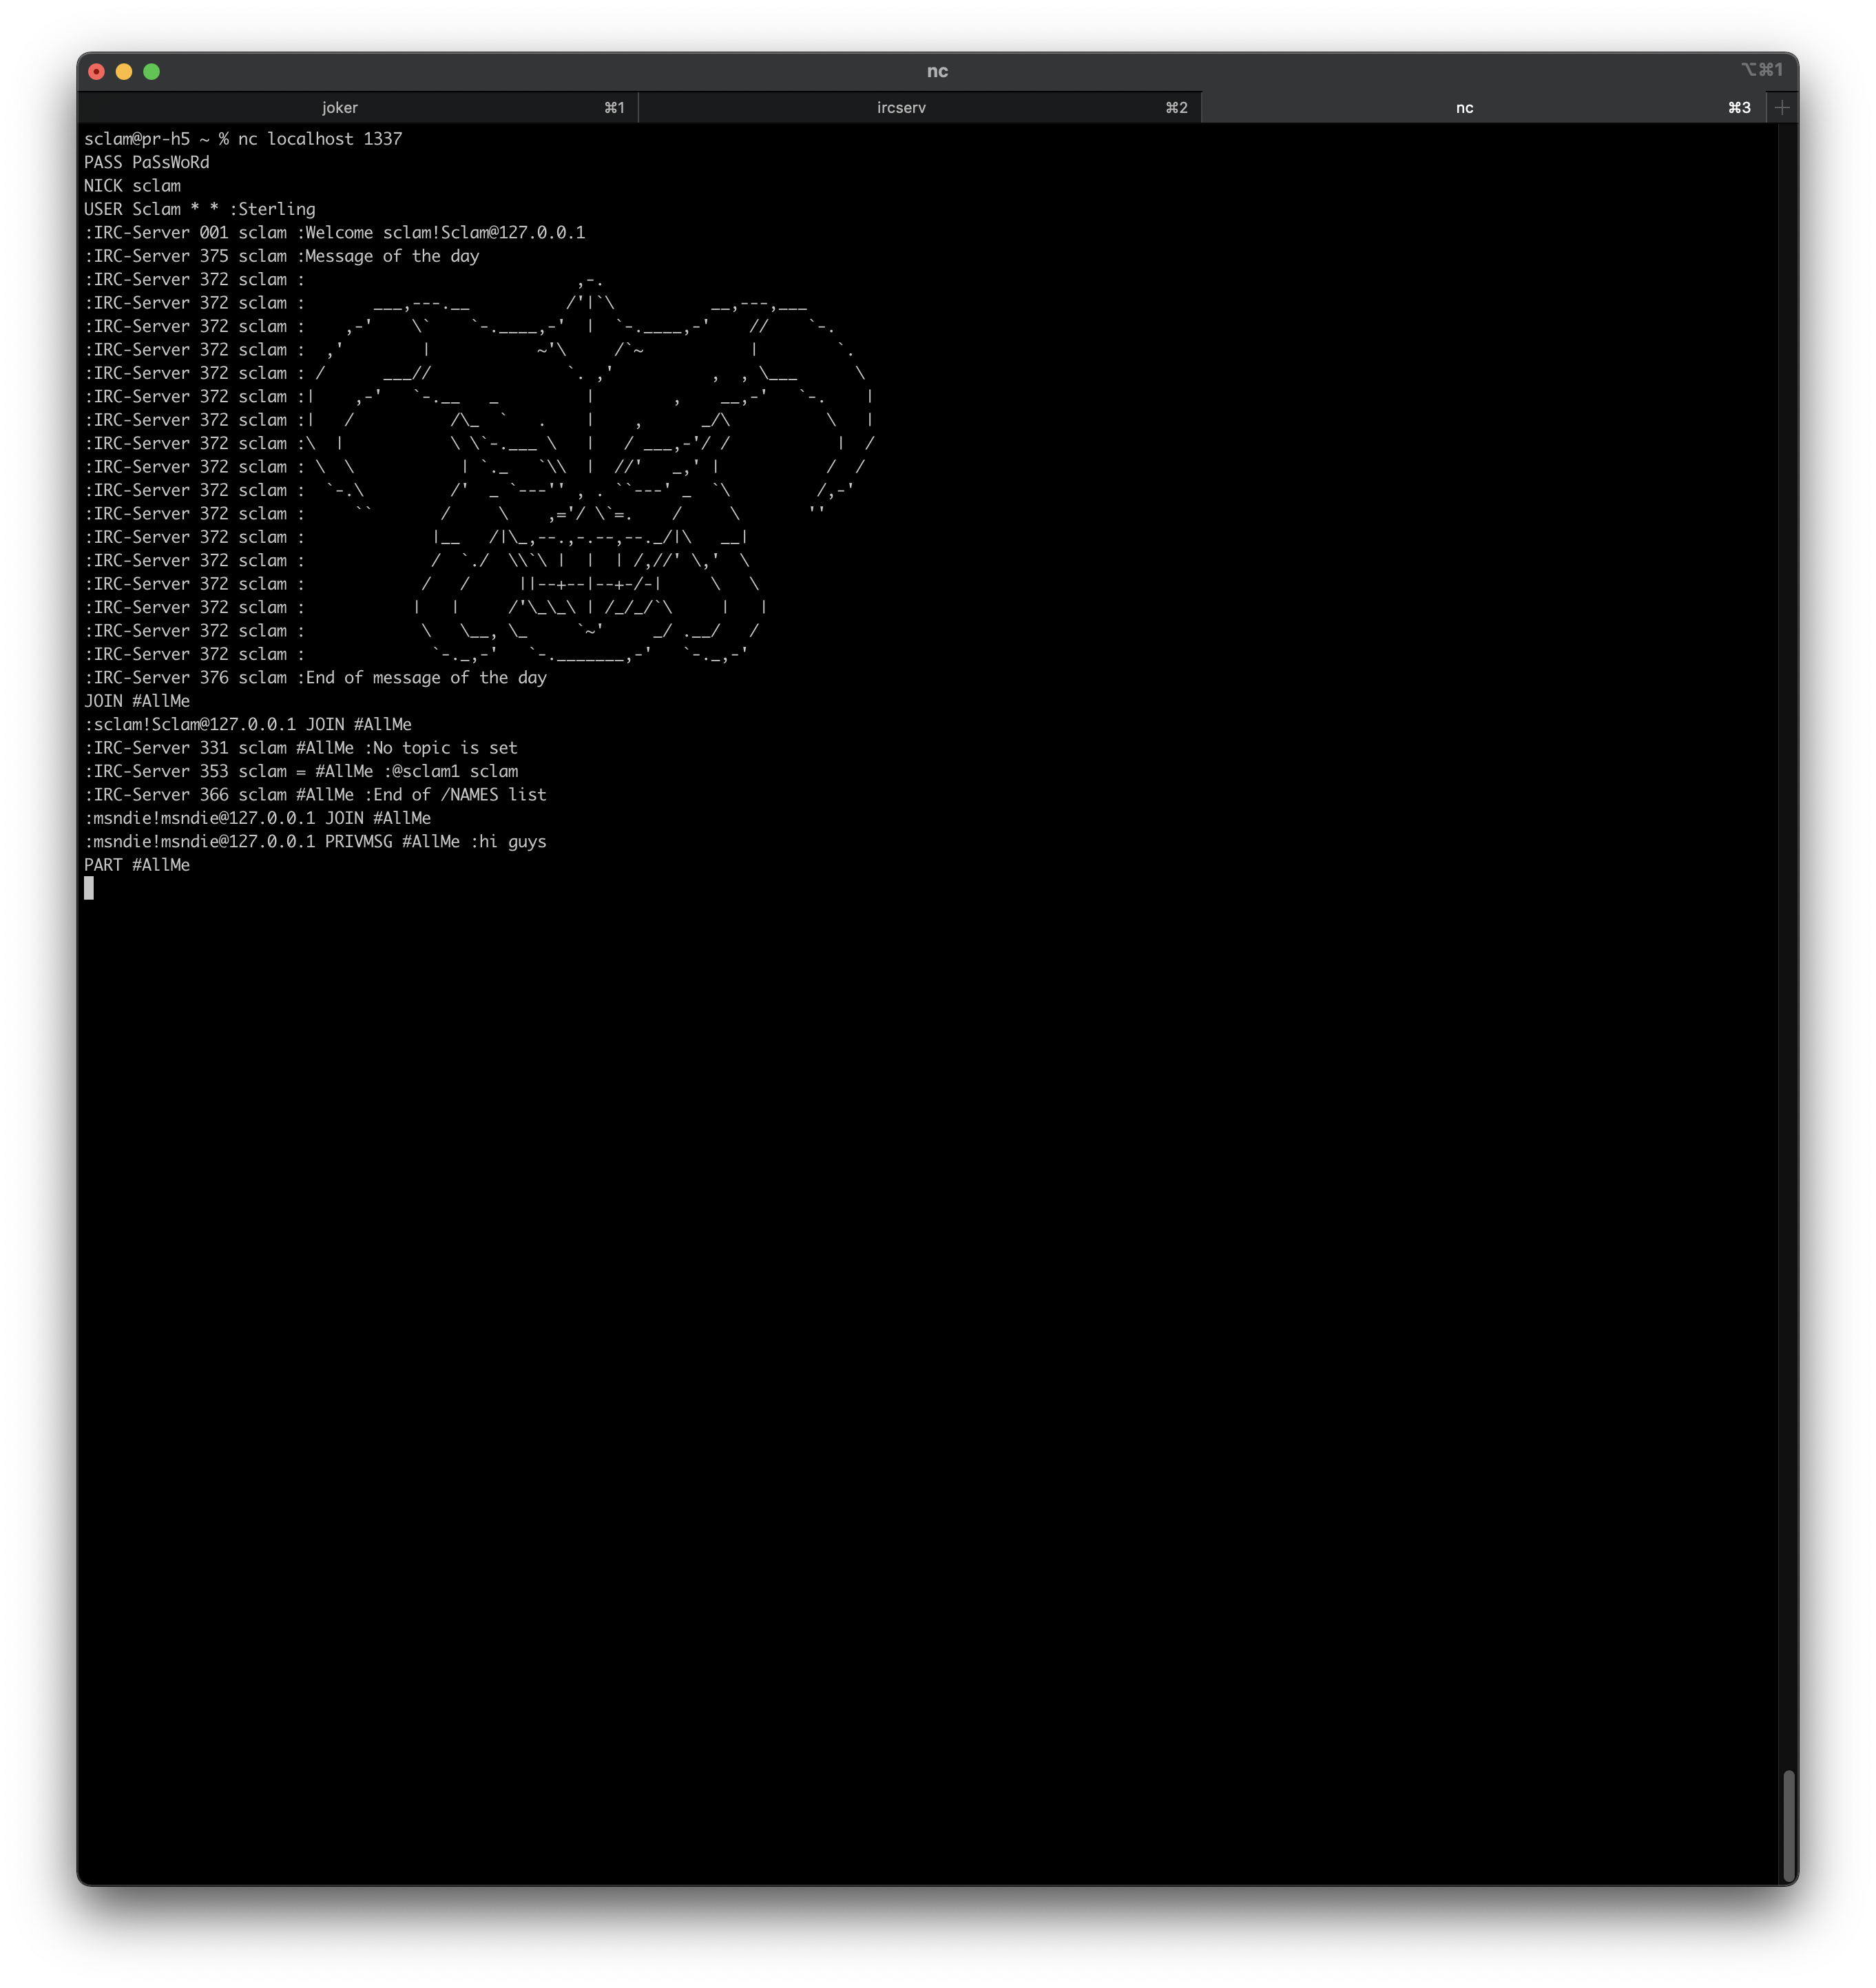 nc ⌥⌘1
joker ⌘1 ircserv ⌘2 nc ⌘3
sclam@pr-h5 ~ % nc localhost 1337
PASS PaSsWoRd
NICK sclam
USER Sclam * * :Sterling
:IRC-Server 001 sclam :Welcome sclam!Sclam@127.0.0.1
:IRC-Server 375 sclam :Message of the day
:IRC-Server 372 sclam :                            ,-.
:IRC-Server 372 sclam :       ___,---.__          /'|`\          __,---,___
:IRC-Server 372 sclam :    ,-'    \`    `-.____,-'  |  `-.____,-'    //    `-.
:IRC-Server 372 sclam :  ,'        |           ~'\     /`~           |        `.
:IRC-Server 372 sclam : /      ___//              `. ,'          ,  , \___      \
:IRC-Server 372 sclam :|    ,-'   `-.__   _         |        ,    __,-'   `-.    |
:IRC-Server 372 sclam :|   /          /\_  `   .    |    ,      _/\          \   |
:IRC-Server 372 sclam :\  |           \ \`-.___ \   |   / ___,-'/ /           |  /
:IRC-Server 372 sclam : \  \           | `._   `\\  |  //'   _,' |           /  /
:IRC-Server 372 sclam :  `-.\         /'  _ `---'' , . ``---' _  `\         /,-'
:IRC-Server 372 sclam :     ``       /     \    ,='/ \`=.    /     \       ''
:IRC-Server 372 sclam :             |__   /|\_,--.,-.--,--._/|\   __|
:IRC-Server 372 sclam :             /  `./  \\`\ |  |  | /,//' \,'  \
:IRC-Server 372 sclam :            /   /     ||--+--|--+-/-|     \   \
:IRC-Server 372 sclam :           |   |     /'\_\_\ | /_/_/`\     |   |
:IRC-Server 372 sclam :            \   \__, \_     `~'     _/ .__/   /
:IRC-Server 372 sclam :             `-._,-'   `-._______,-'   `-._,-'
:IRC-Server 376 sclam :End of message of the day
JOIN #AllMe
:sclam!Sclam@127.0.0.1 JOIN #AllMe
:IRC-Server 331 sclam #AllMe :No topic is set
:IRC-Server 353 sclam = #AllMe :@sclam1 sclam
:IRC-Server 366 sclam #AllMe :End of /NAMES list
:msndie!msndie@127.0.0.1 JOIN #AllMe
:msndie!msndie@127.0.0.1 PRIVMSG #AllMe :hi guys
PART #AllMe